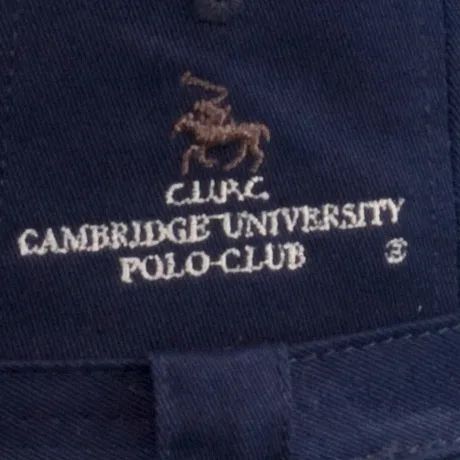 C.U.P.C.
CAMBRIDGE UNIVERSITY
POLO-CLUB ®